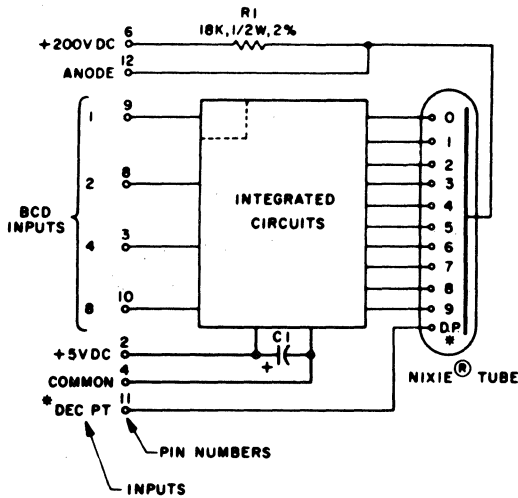 R1
18K, 1/2W, 2%
+200VDC 6
ANODE 12
BCD INPUTS
1 9
2 8
4 3
8 10
INTEGRATED
CIRCUITS
0
1
2
3
4
5
6
7
8
9
D.P.
*
NIXIE® TUBE
C1
+
+5VDC 2
COMMON 4
* DEC PT 11
PIN NUMBERS
INPUTS